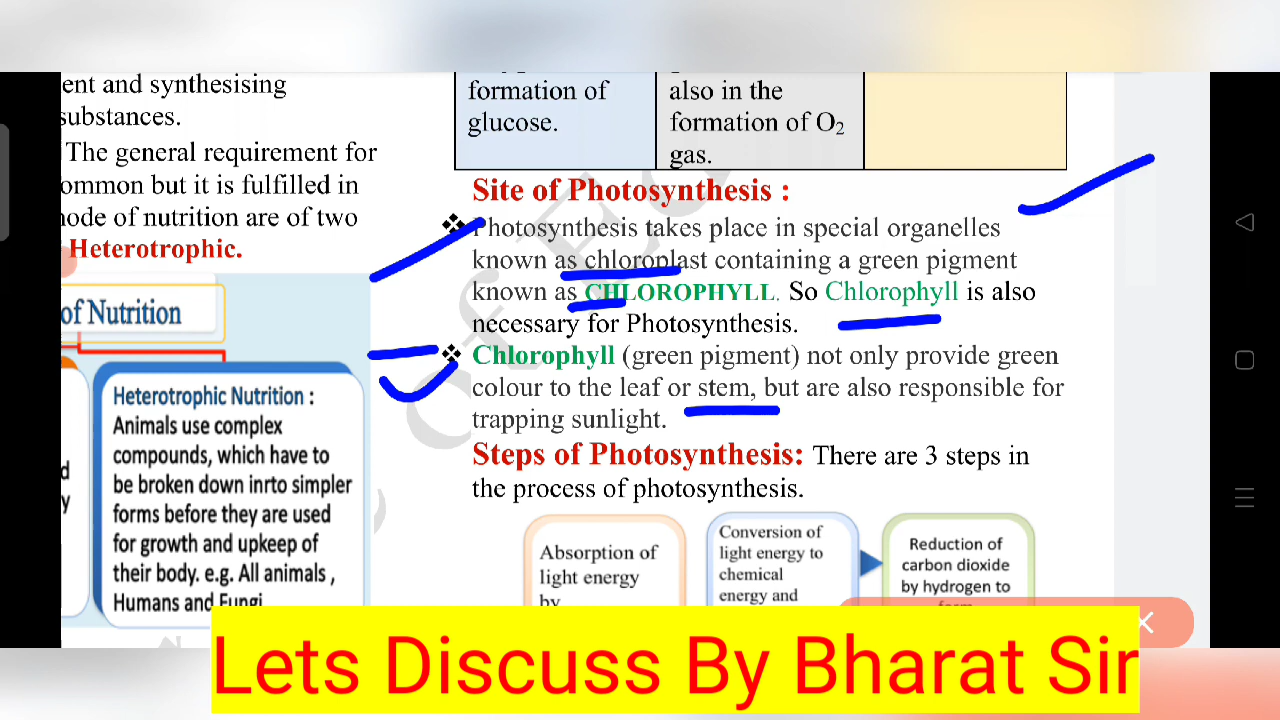 ent and synthesising
substances.
The general requirement for
ommon but it is fulfilled in
node of nutrition are of two
Heterotrophic.
of Nutrition
Heterotrophic Nutrition :
Animals use complex
compounds, which have to
be broken down inrto simpler
forms before they are used
for growth and upkeep of
their body. e.g. All animals ,
Humans and Fungi
d
y
formation of
glucose.
also in the
formation of O₂
gas.
Site of Photosynthesis :
❖ Photosynthesis takes place in special organelles
known as chloroplast containing a green pigment
known as CHLOROPHYLL. So Chlorophyll is also
necessary for Photosynthesis.
❖ Chlorophyll (green pigment) not only provide green
colour to the leaf or stem, but are also responsible for
trapping sunlight.
Steps of Photosynthesis: There are 3 steps in
the process of photosynthesis.
Absorption of
light energy
by
Conversion of
light energy to
chemical
energy and
Reduction of
carbon dioxide
by hydrogen to
form
Lets Discuss By Bharat Sir